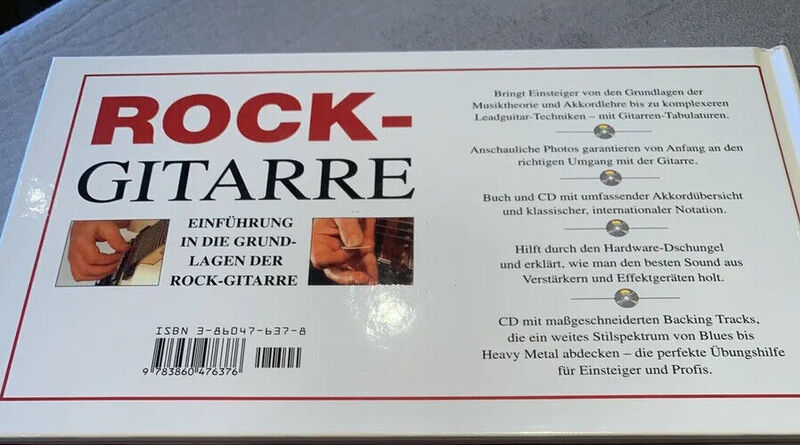 ROCK-
GITARRE
EINFÜHRUNG
IN DIE GRUND-
LAGEN DER
ROCK-GITARRE
ISBN 3-86047-637-8
9 783860 476376
Bringt Einsteiger von den Grundlagen der
Musiktheorie und Akkordlehre bis zu komplexeren
Leadguitar-Techniken – mit Gitarren-Tabulaturen.
Anschauliche Photos garantieren von Anfang an den
richtigen Umgang mit der Gitarre.
Buch und CD mit umfassender Akkordübersicht
und klassischer, internationaler Notation.
Hilft durch den Hardware-Dschungel
und erklärt, wie man den besten Sound aus
Verstärkern und Effektgeräten holt.
CD mit maßgeschneiderten Backing Tracks,
die ein weites Stilspektrum von Blues bis
Heavy Metal abdecken – die perfekte Übungshilfe
für Einsteiger und Profis.